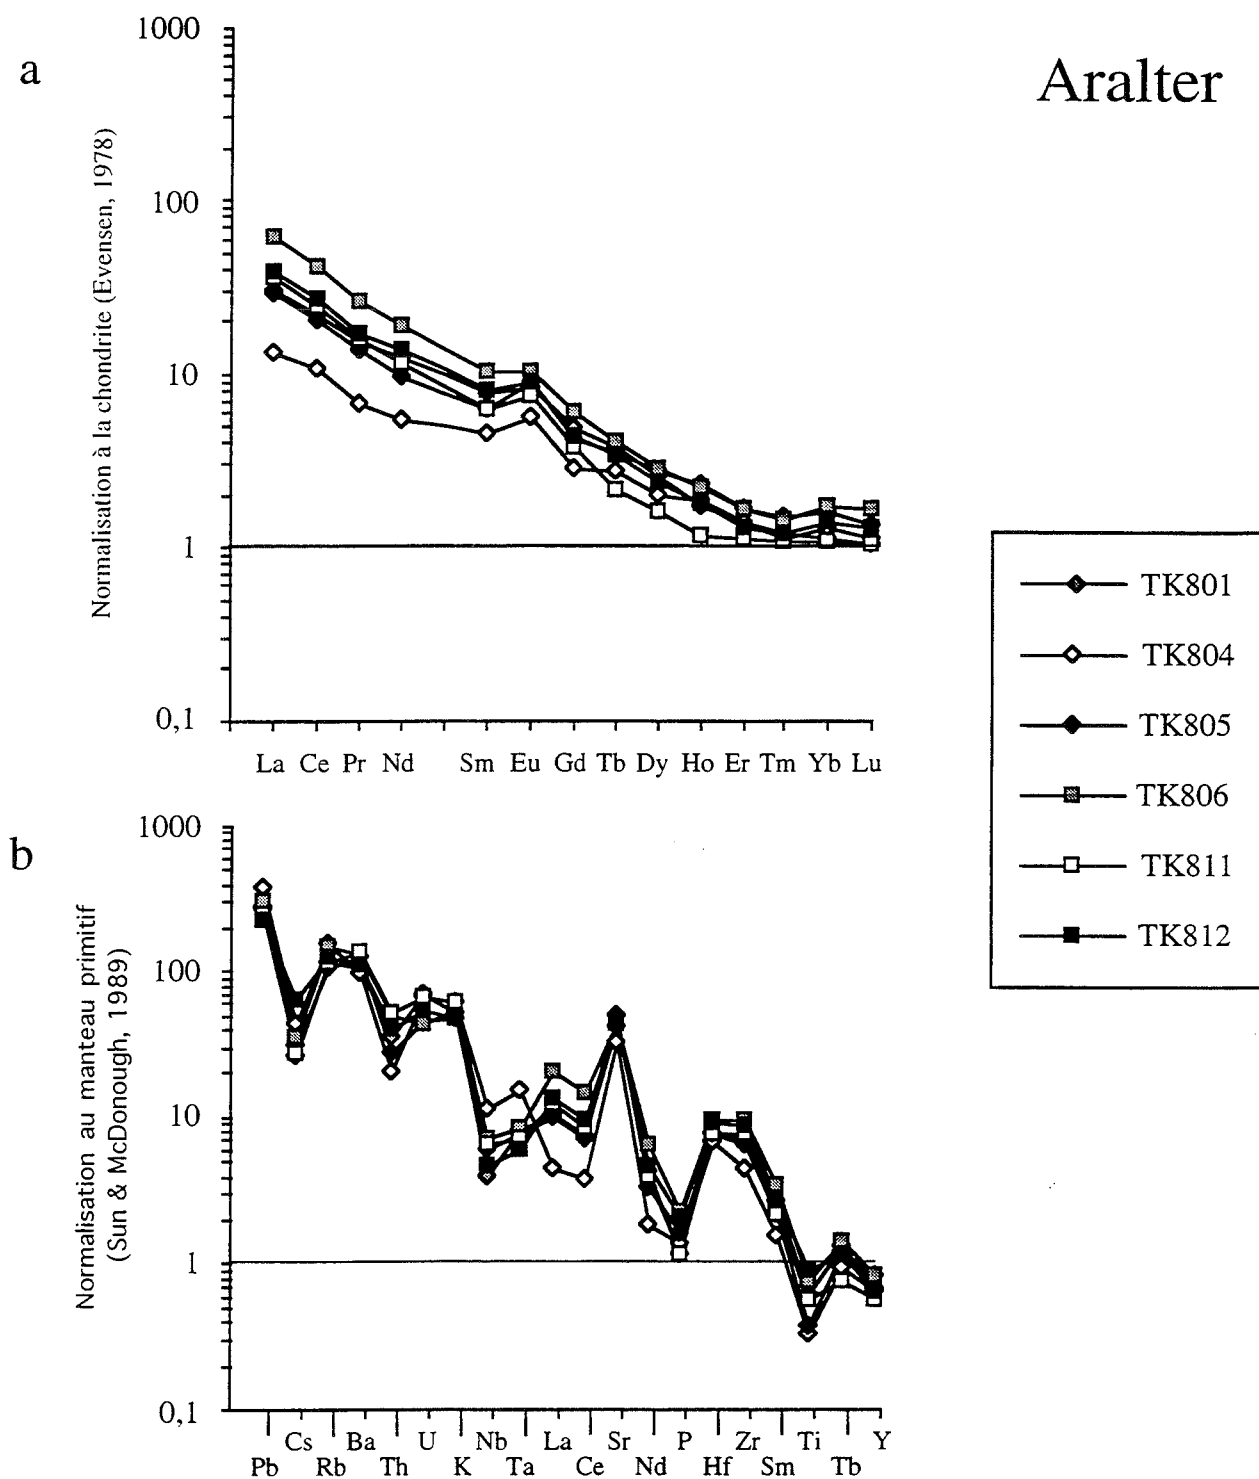 a
Aralter
1000
100
10
1
0,1
Normalisation à la chondrite (Evensen, 1978)
La Ce Pr Nd Sm Eu Gd Tb Dy Ho Er Tm Yb Lu
TK801
TK804
TK805
TK806
TK811
TK812
b
1000
100
10
1
0,1
Normalisation au manteau primitif
(Sun & McDonough, 1989)
Cs Ba U Nb La Sr P Zr Ti Y
Pb Rb Th K Ta Ce Nd Hf Sm Tb